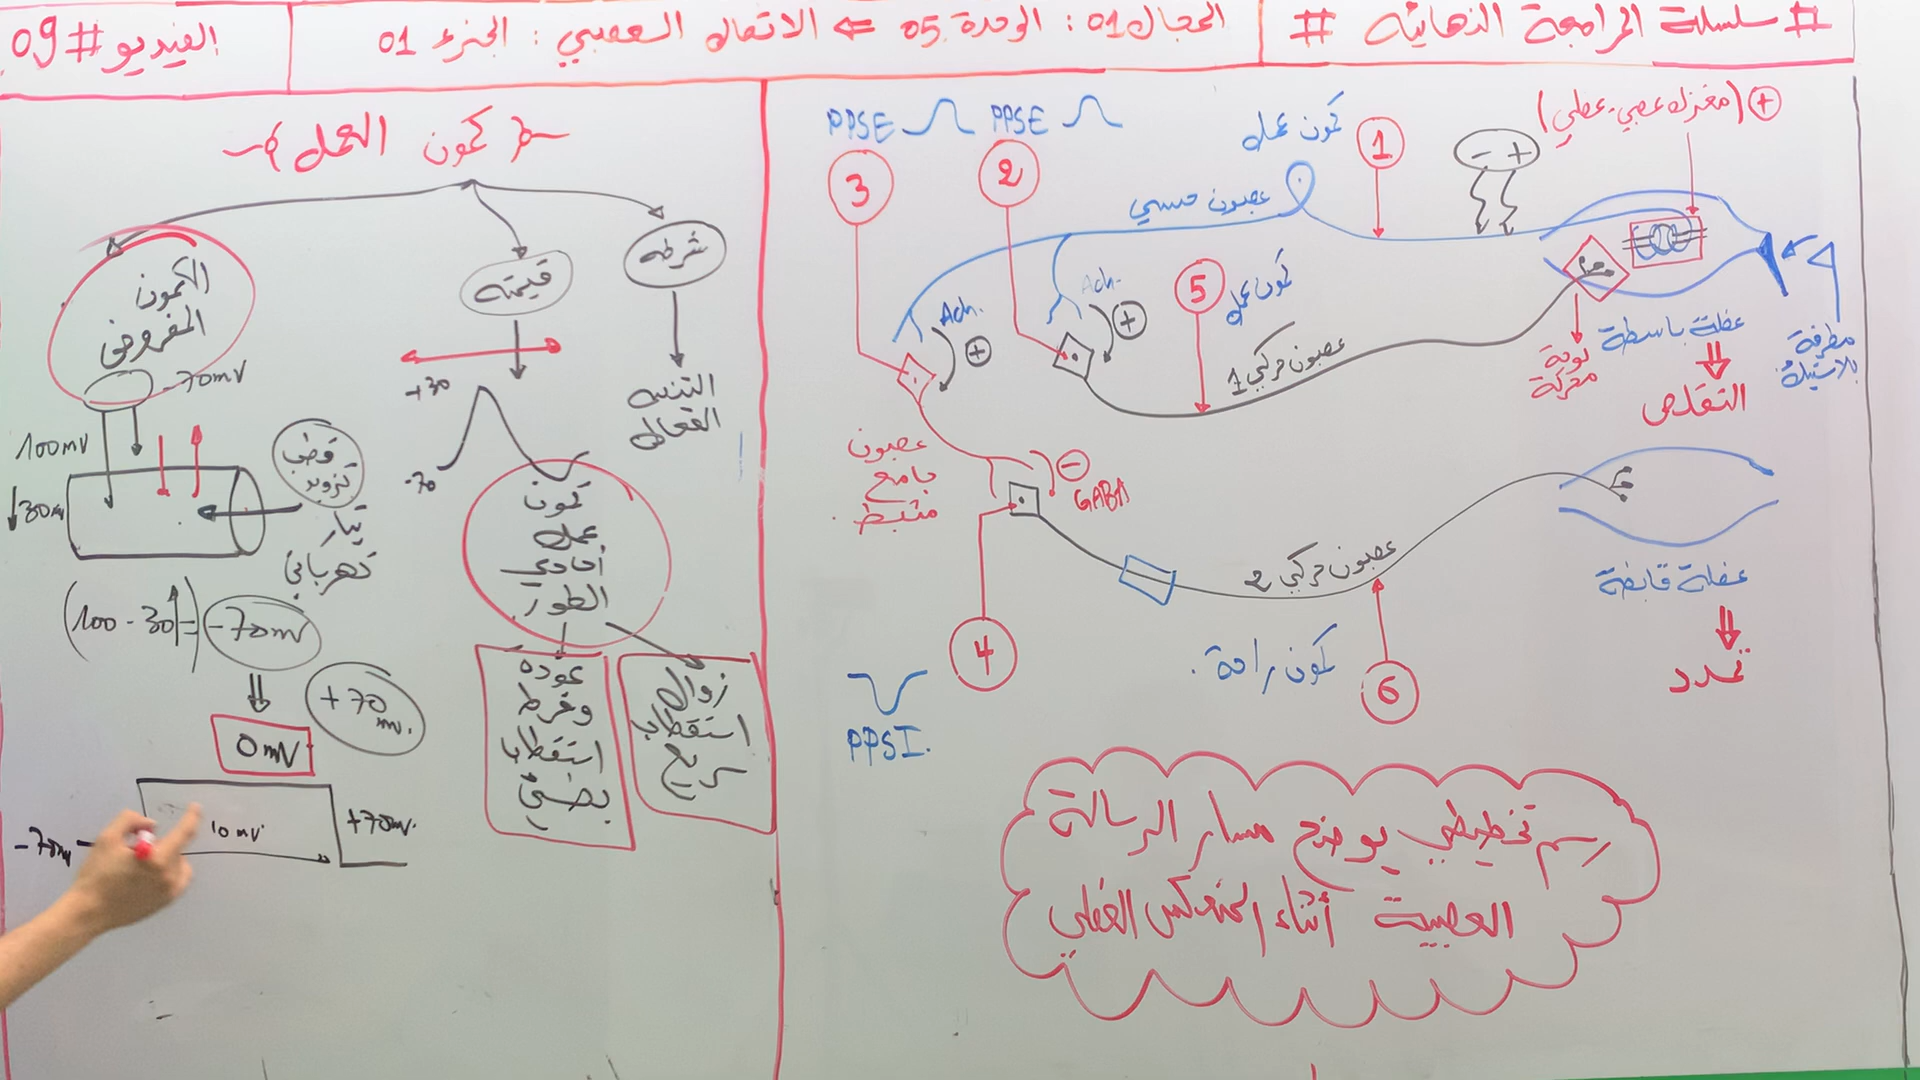 # سلسلة المراجعة النهائية #
المجال 01 : الوحدة 05 ⇐ الاتصال العصبي : الجزء 01
الفيديو # 09
PPSE
PPSE
كمون عمل
1
- +
(مغزل عصبي-عضلي) +
3
2
عصبون حسي
Ach.
+
Ach.
+
5
كمون عمل
عصبون حركي 1
لوحة محركة
عضلة باسطة
⇓
التقلص
مطرقة
بلاستيكية
عصبون
جامع
مثبط
-
GABA
4
عصبون حركي 2
كمون راحة
6
عضلة قابضة
⇓
تمدد
PPSI.
رسم تخطيطي يوضح مسار الرسالة
العصبية أثناء المنعكس العضلي
كمون العمل
شرطه
التنبيه
الفعال
قيمته
+30
-70
كمون
عمل
أحادي
الطور
زوال
استقطاب
سريع
عودة
وفرط
استقطاب
بطيء
الكمون
المفروض
-70mV
100mV
↓30mV
قطب
تزويد
تيار
كهربائي
(100 - 30↑) = -70mV
⇓
+70
mv.
0mV
10 mV
-70mV
+70mv.